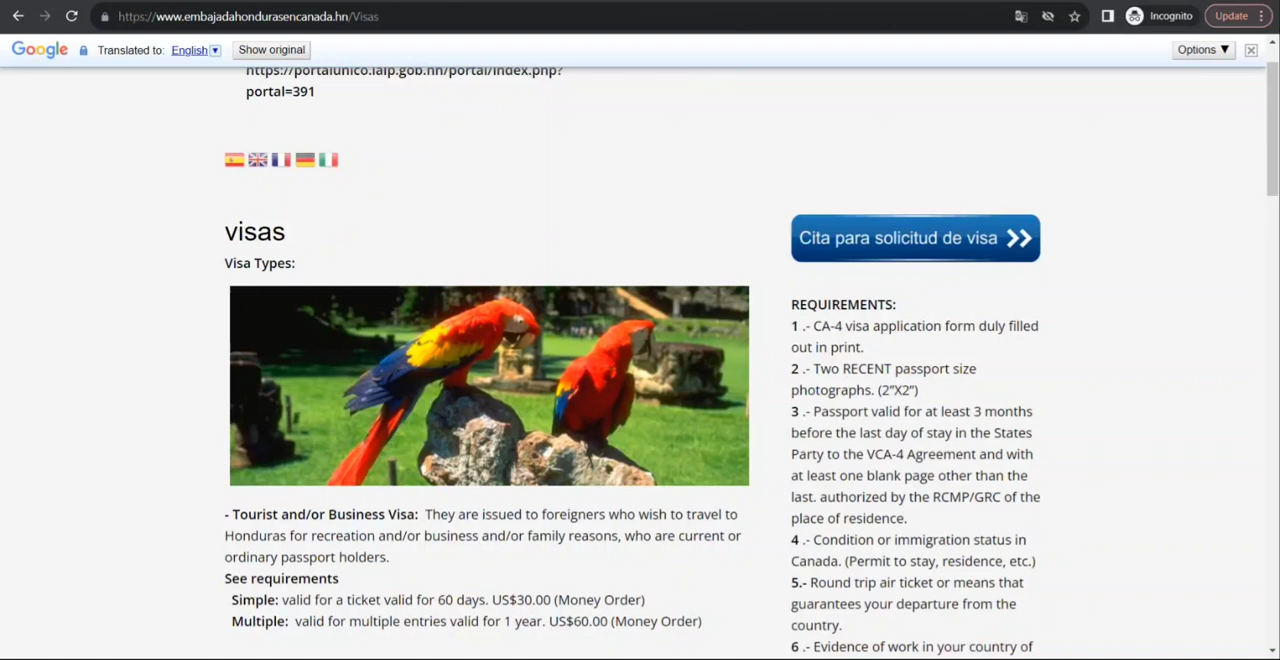 https://www.embajadahondurasencanada.hn/Visas
Incognito
Update
Google
Translated to: English
Show original
Options ▼
https://portalunico.iaip.gob.hn/portal/index.php?
portal=391
visas
Visa Types:
- Tourist and/or Business Visa: They are issued to foreigners who wish to travel to
Honduras for recreation and/or business and/or family reasons, who are current or
ordinary passport holders.
See requirements
Simple: valid for a ticket valid for 60 days. US$30.00 (Money Order)
Multiple: valid for multiple entries valid for 1 year. US$60.00 (Money Order)
Cita para solicitud de visa
REQUIREMENTS:
1 .- CA-4 visa application form duly filled
out in print.
2 .- Two RECENT passport size
photographs. (2”X2”)
3 .- Passport valid for at least 3 months
before the last day of stay in the States
Party to the VCA-4 Agreement and with
at least one blank page other than the
last. authorized by the RCMP/GRC of the
place of residence.
4 .- Condition or immigration status in
Canada. (Permit to stay, residence, etc.)
5.- Round trip air ticket or means that
guarantees your departure from the
country.
6 .- Evidence of work in your country of